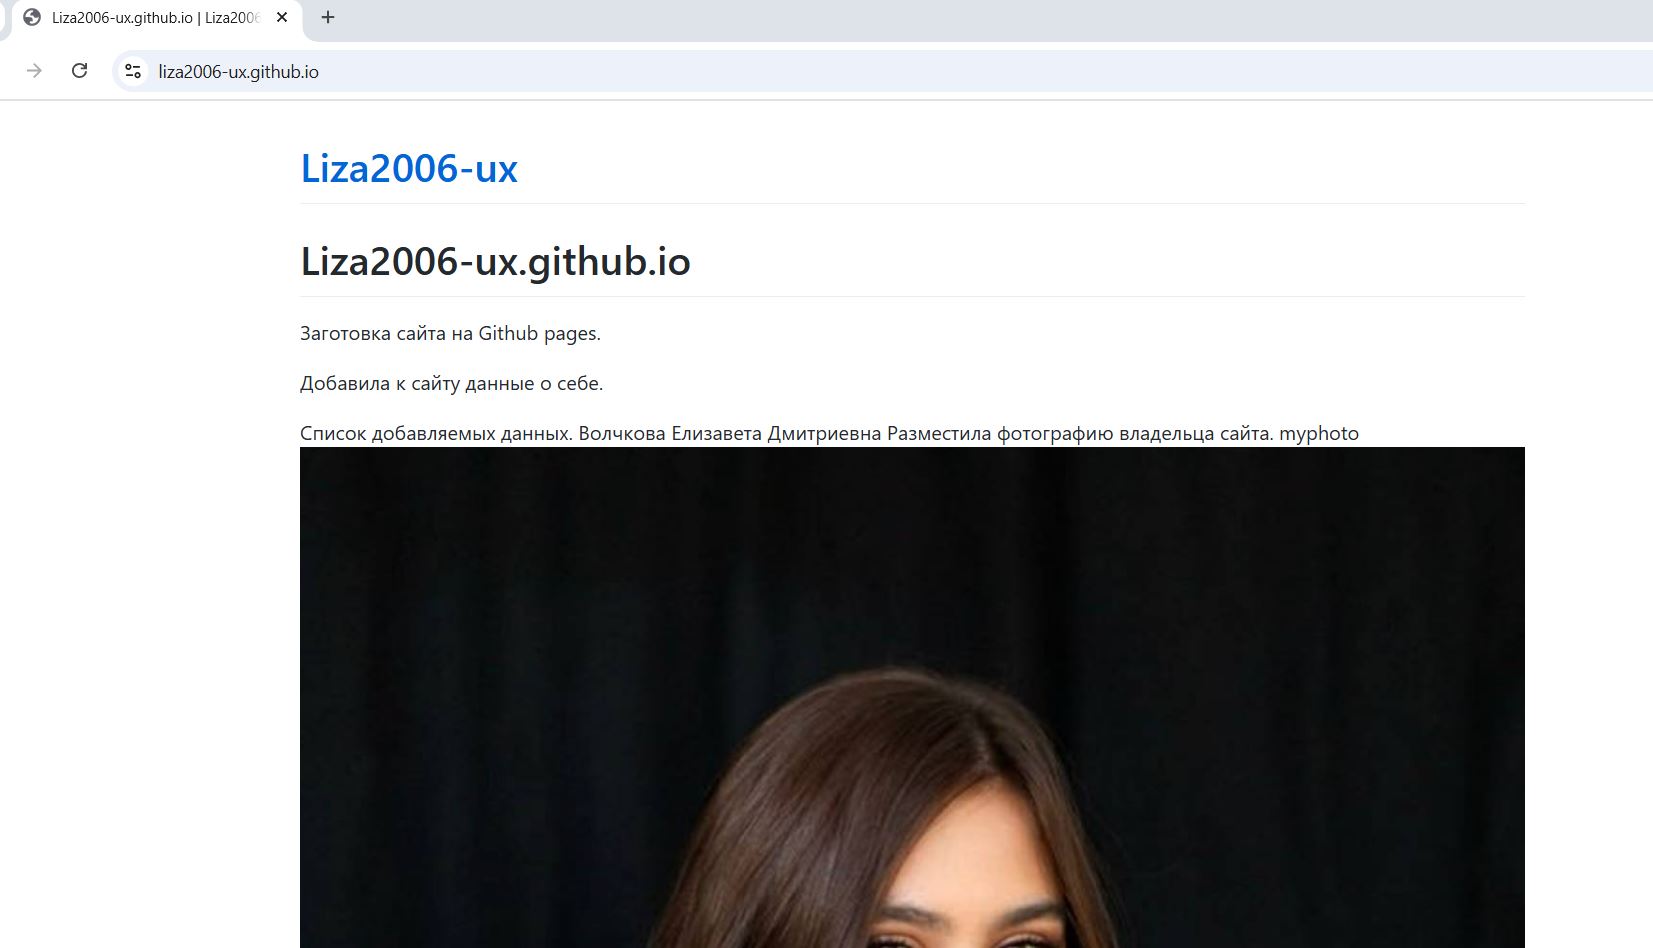 Liza2006-ux.github.io | Liza2006
liza2006-ux.github.io
Liza2006-ux
Liza2006-ux.github.io
Заготовка сайта на Github pages.
Добавила к сайту данные о себе.
Список добавляемых данных. Волчкова Елизавета Дмитриевна Разместила фотографию владельца сайта. myphoto